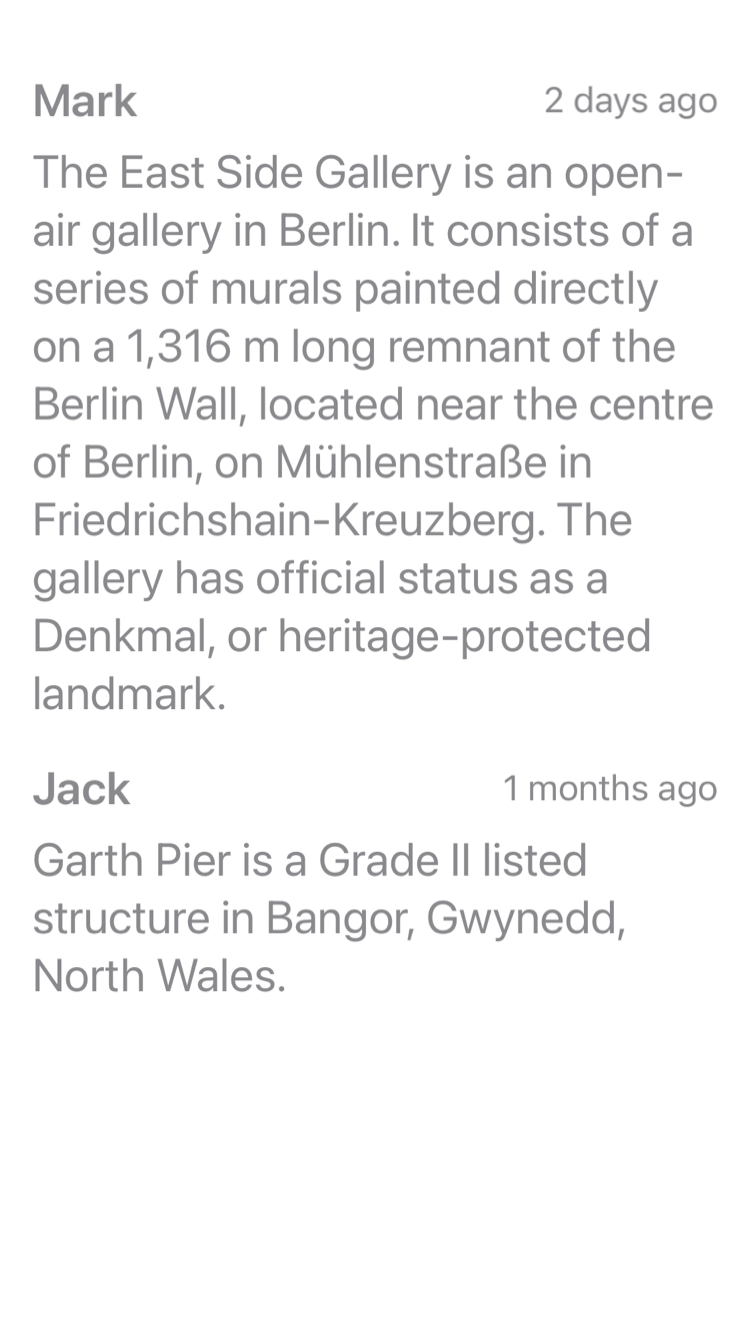 Mark 2 days ago
The East Side Gallery is an open-
air gallery in Berlin. It consists of a
series of murals painted directly
on a 1,316 m long remnant of the
Berlin Wall, located near the centre
of Berlin, on Mühlenstraße in
Friedrichshain-Kreuzberg. The
gallery has official status as a
Denkmal, or heritage-protected
landmark.
Jack 1 months ago
Garth Pier is a Grade II listed
structure in Bangor, Gwynedd,
North Wales.